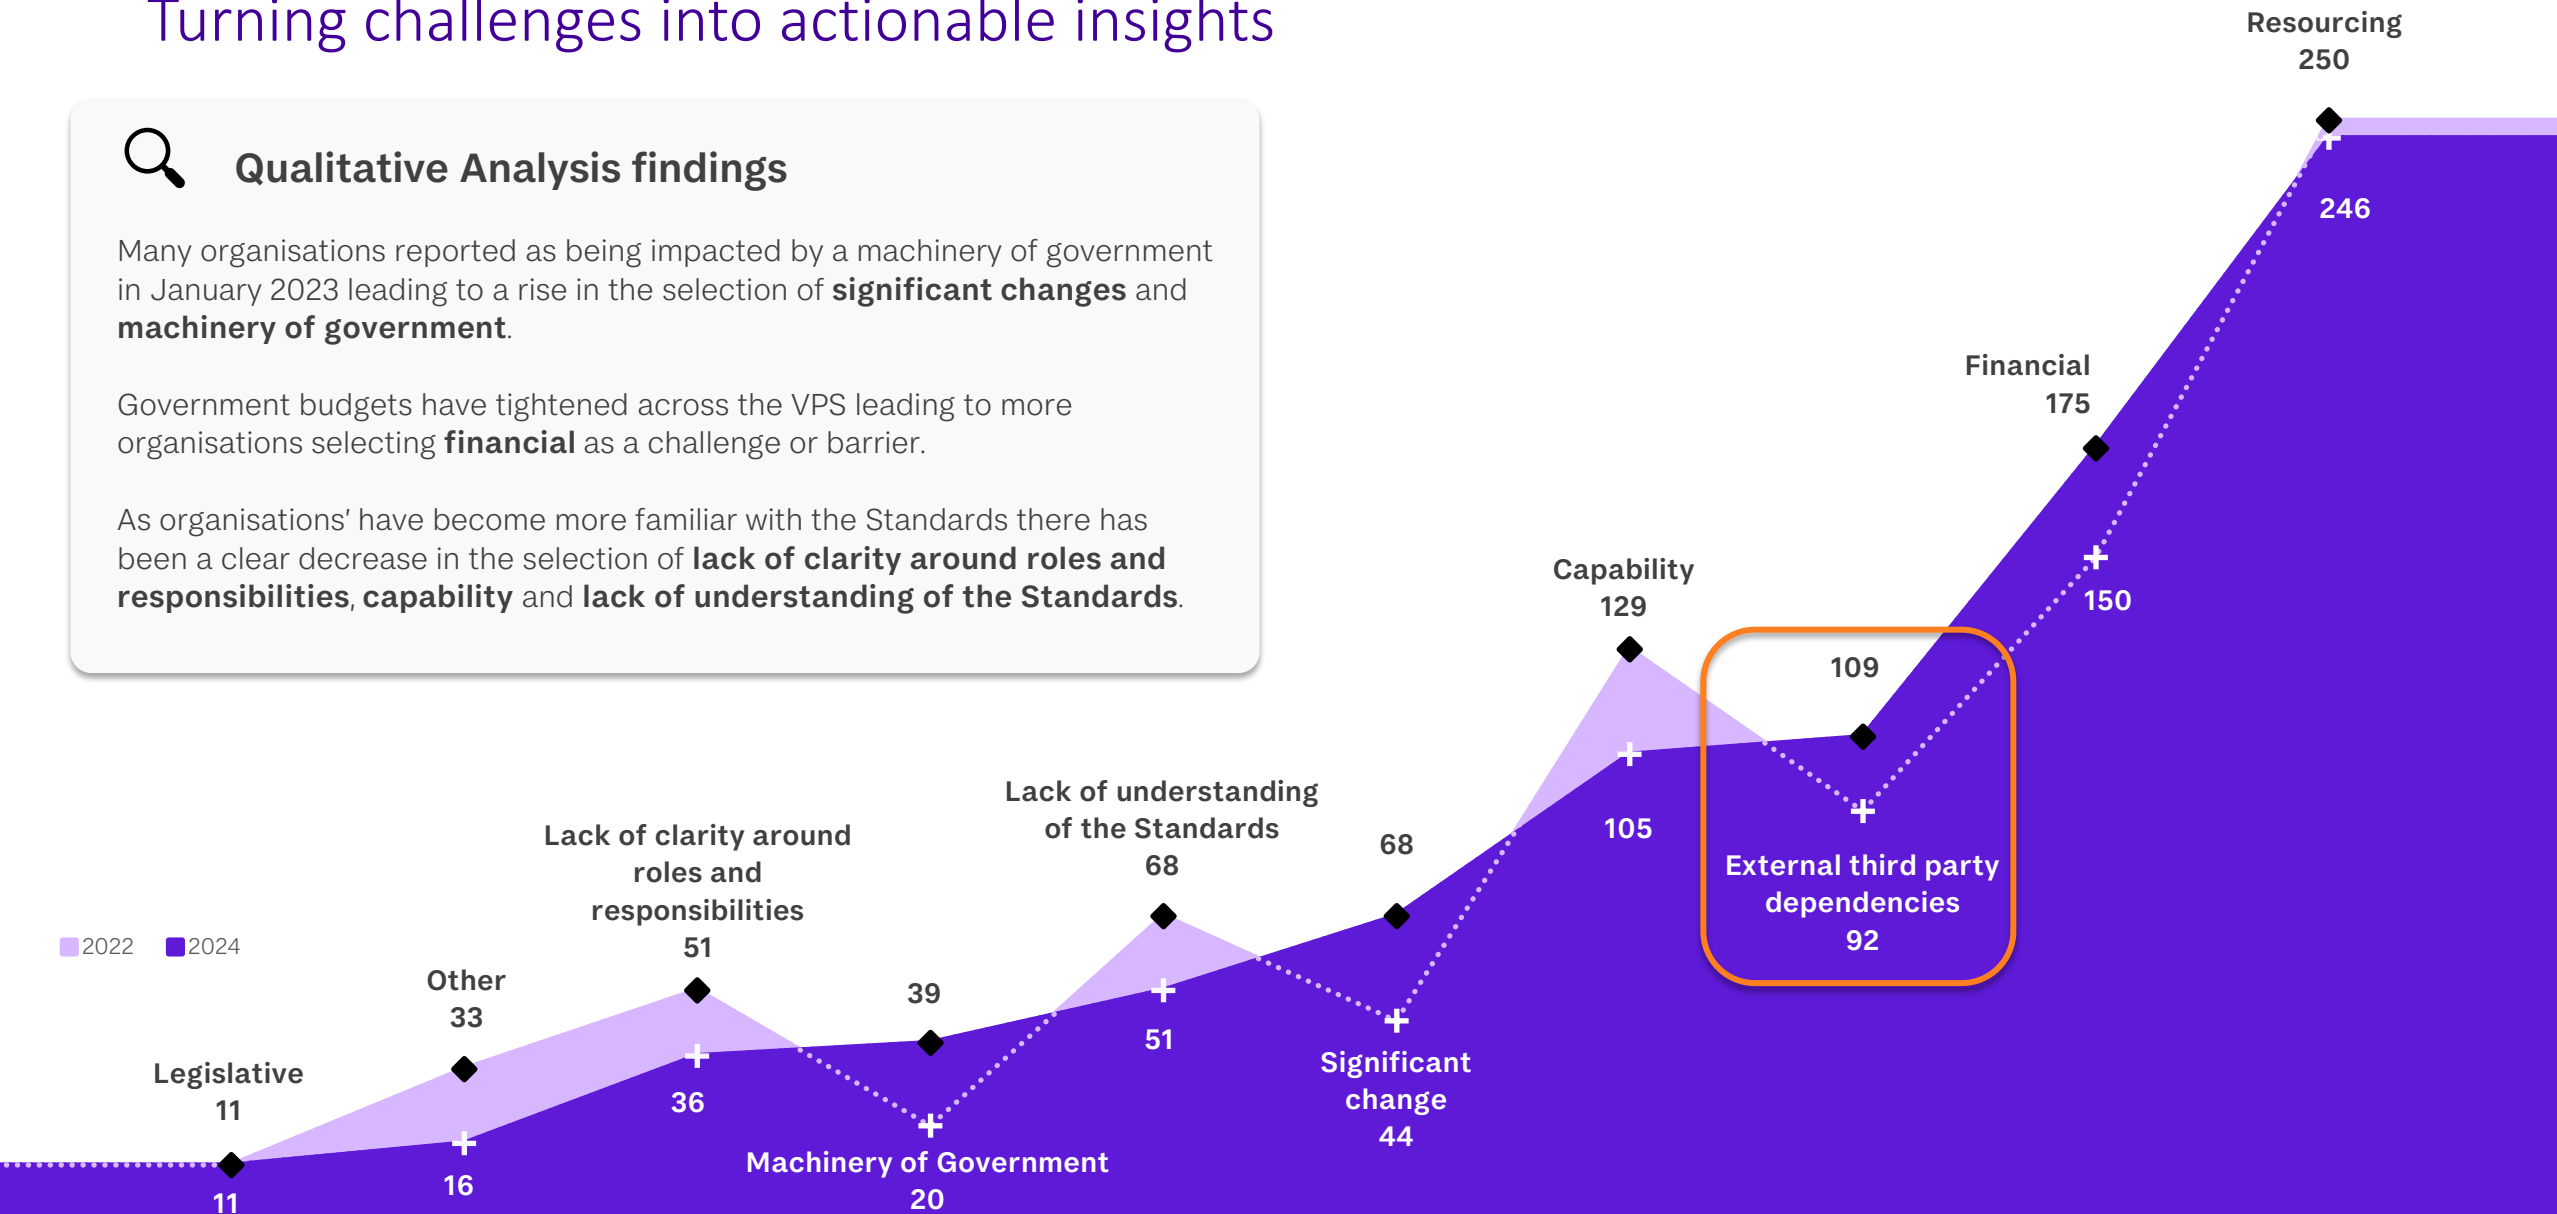 Turning challenges into actionable insights
Qualitative Analysis findings
Many organisations reported as being impacted by a machinery of government
in January 2023 leading to a rise in the selection of significant changes and
machinery of government.
Government budgets have tightened across the VPS leading to more
organisations selecting financial as a challenge or barrier.
As organisations’ have become more familiar with the Standards there has
been a clear decrease in the selection of lack of clarity around roles and
responsibilities, capability and lack of understanding of the Standards.
2022
2024
Legislative
11
11
Other
33
16
Lack of clarity around
roles and
responsibilities
51
36
39
Machinery of Government
20
Lack of understanding
of the Standards
68
51
68
Significant
change
44
Capability
129
105
109
External third party
dependencies
92
Financial
175
150
Resourcing
250
246